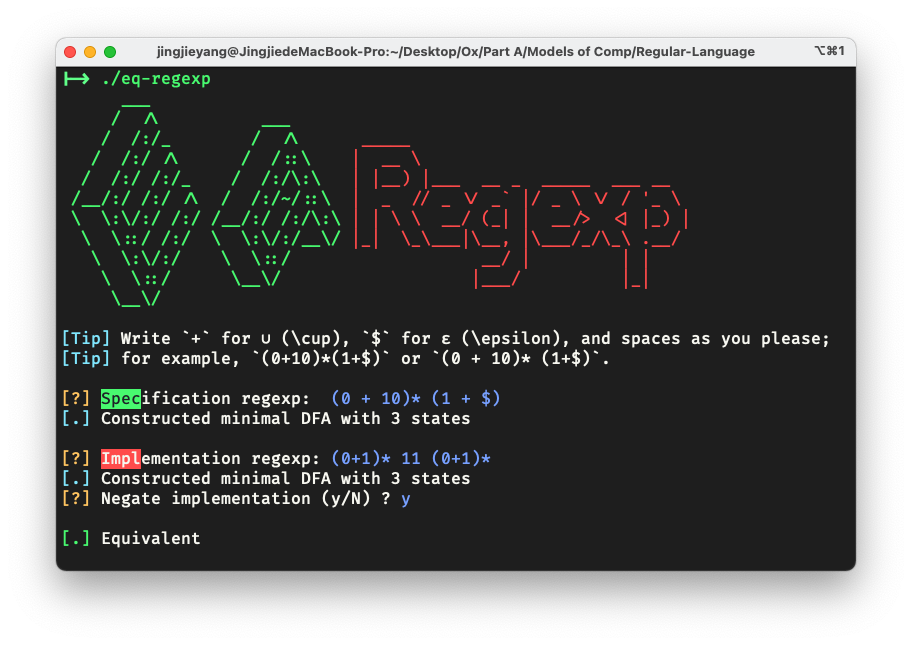 jingjieyang@JingjiedeMacBook-Pro:~/Desktop/Ox/Part A/Models of Comp/Regular-Language
⌥⌘1
./eq-regexp
Regexp
[Tip] Write `+` for ∪ (\cup), `$` for ε (\epsilon), and spaces as you please;
[Tip] for example, `(0+10)*(1+$)` or `(0 + 10)* (1+$)`.
[?] Specification regexp: (0 + 10)* (1 + $)
[.] Constructed minimal DFA with 3 states
[?] Implementation regexp: (0+1)* 11 (0+1)*
[.] Constructed minimal DFA with 3 states
[?] Negate implementation (y/N) ? y
[.] Equivalent